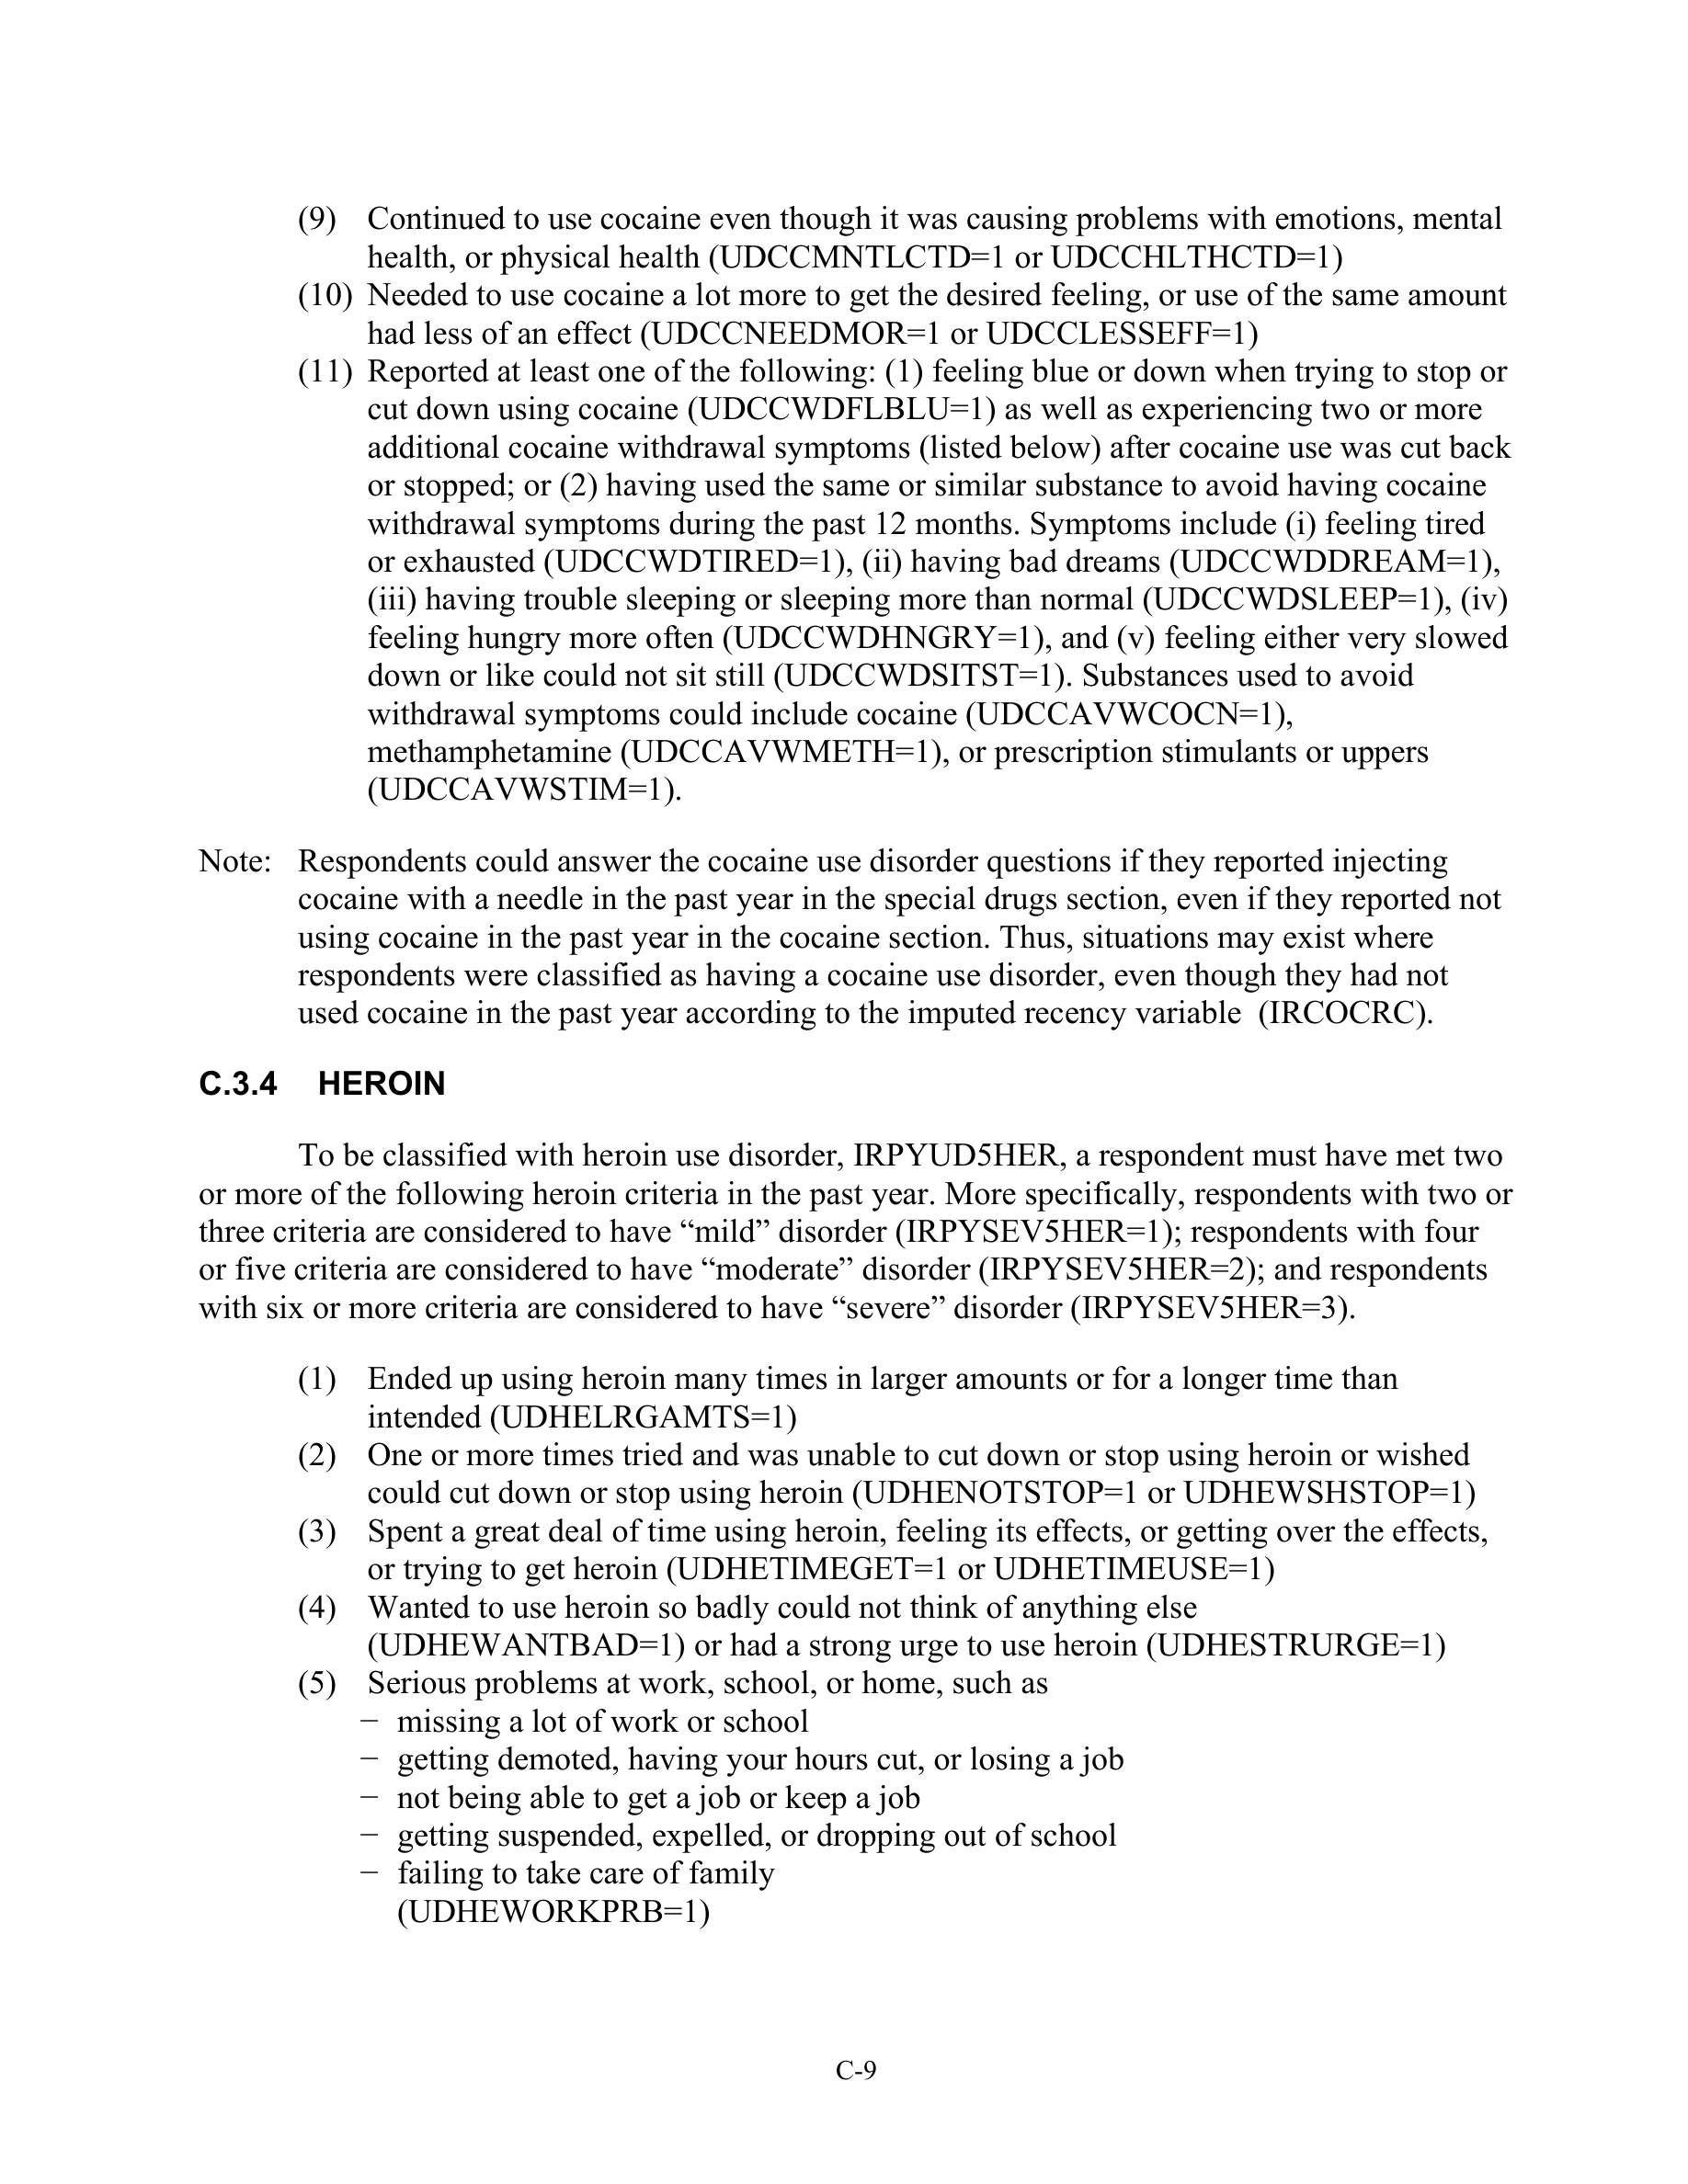 (9) Continued to use cocaine even though it was causing problems with emotions, mental
health, or physical health (UDCCMNTLCTD=1 or UDCCHLTHCTD=1)
(10) Needed to use cocaine a lot more to get the desired feeling, or use of the same amount
had less of an effect (UDCCNEEDMOR=1 or UDCCLESSEFF=1)
(11) Reported at least one of the following: (1) feeling blue or down when trying to stop or
cut down using cocaine (UDCCWDFLBLU=1) as well as experiencing two or more
additional cocaine withdrawal symptoms (listed below) after cocaine use was cut back
or stopped; or (2) having used the same or similar substance to avoid having cocaine
withdrawal symptoms during the past 12 months. Symptoms include (i) feeling tired
or exhausted (UDCCWDTIRED=1), (ii) having bad dreams (UDCCWDDREAM=1),
(iii) having trouble sleeping or sleeping more than normal (UDCCWDSLEEP=1), (iv)
feeling hungry more often (UDCCWDHNGRY=1), and (v) feeling either very slowed
down or like could not sit still (UDCCWDSITST=1). Substances used to avoid
withdrawal symptoms could include cocaine (UDCCAVWCOCN=1),
methamphetamine (UDCCAVWMETH=1), or prescription stimulants or uppers
(UDCCAVWSTIM=1).
Note: Respondents could answer the cocaine use disorder questions if they reported injecting
cocaine with a needle in the past year in the special drugs section, even if they reported not
using cocaine in the past year in the cocaine section. Thus, situations may exist where
respondents were classified as having a cocaine use disorder, even though they had not
used cocaine in the past year according to the imputed recency variable (IRCOCRC).
C.3.4 HEROIN
To be classified with heroin use disorder, IRPYUD5HER, a respondent must have met two
or more of the following heroin criteria in the past year. More specifically, respondents with two or
three criteria are considered to have “mild” disorder (IRPYSEV5HER=1); respondents with four
or five criteria are considered to have “moderate” disorder (IRPYSEV5HER=2); and respondents
with six or more criteria are considered to have “severe” disorder (IRPYSEV5HER=3).
(1) Ended up using heroin many times in larger amounts or for a longer time than
intended (UDHELRGAMTS=1)
(2) One or more times tried and was unable to cut down or stop using heroin or wished
could cut down or stop using heroin (UDHENOTSTOP=1 or UDHEWSHSTOP=1)
(3) Spent a great deal of time using heroin, feeling its effects, or getting over the effects,
or trying to get heroin (UDHETIMEGET=1 or UDHETIMEUSE=1)
(4) Wanted to use heroin so badly could not think of anything else
(UDHEWANTBAD=1) or had a strong urge to use heroin (UDHESTRURGE=1)
(5) Serious problems at work, school, or home, such as
− missing a lot of work or school
− getting demoted, having your hours cut, or losing a job
− not being able to get a job or keep a job
− getting suspended, expelled, or dropping out of school
− failing to take care of family
(UDHEWORKPRB=1)
C-9